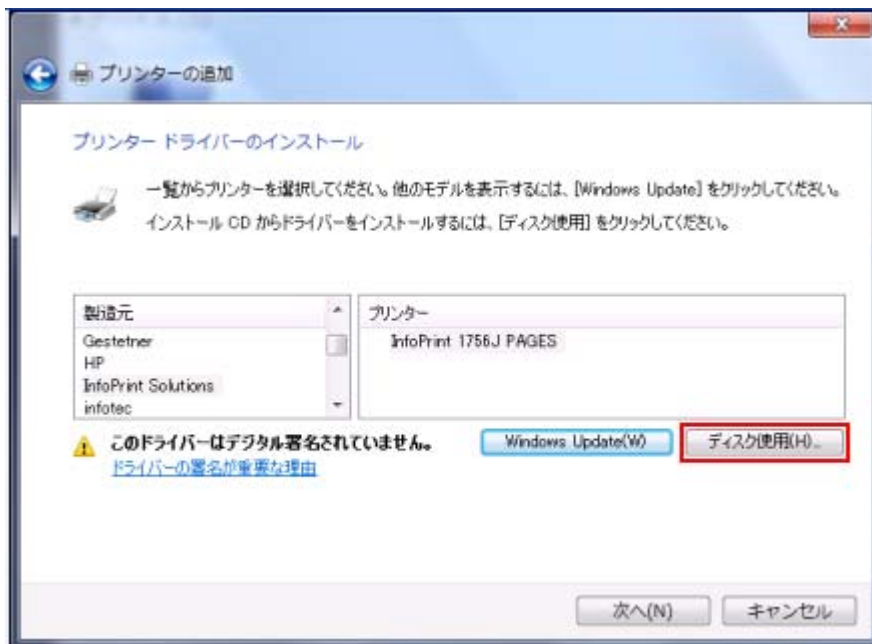 プリンターの追加
プリンター ドライバーのインストール
一覧からプリンターを選択してください。他のモデルを表示するには、[Windows Update] をクリックしてください。
インストール CD からドライバーをインストールするには、[ディスク使用] をクリックしてください。
製造元
プリンター
Gestetner
InfoPrint 1756J PAGES
HP
InfoPrint Solutions
infotec
このドライバーはデジタル署名されていません。
Windows Update(W)
ディスク使用(H)...
ドライバーの署名が重要な理由
次へ(N)
キャンセル